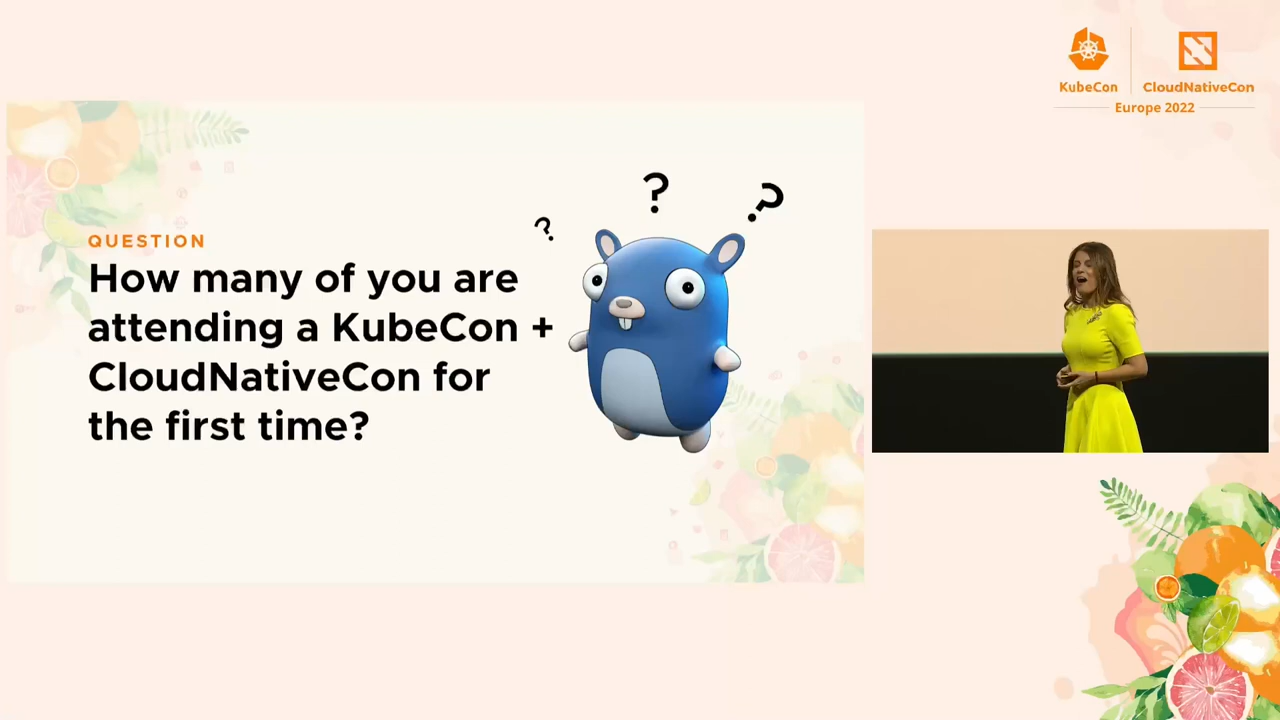 KubeCon
CloudNativeCon
Europe 2022
QUESTION
How many of you are
attending a KubeCon +
CloudNativeCon for
the first time?
? ? ?